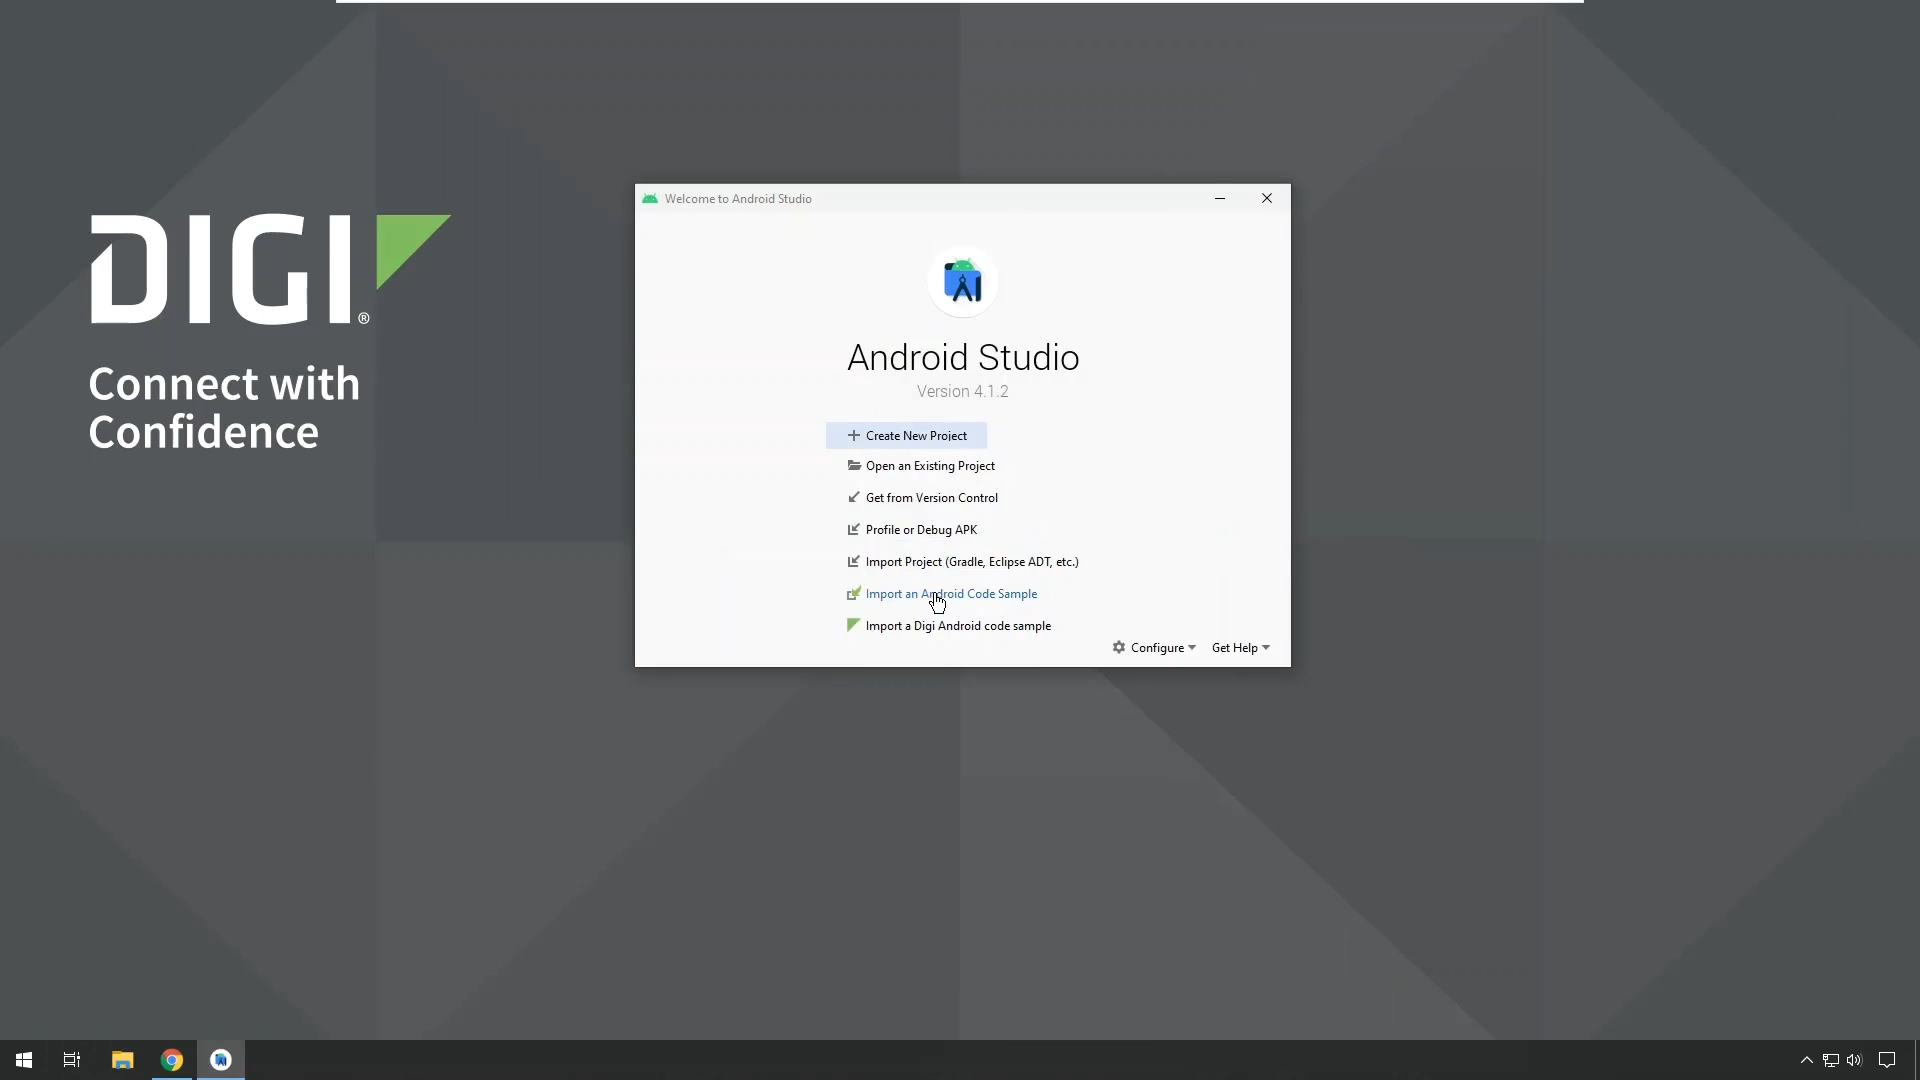 Welcome to Android Studio
DIGI®
Connect with
Confidence
Android Studio
Version 4.1.2
Create New Project
Open an Existing Project
Get from Version Control
Profile or Debug APK
Import Project (Gradle, Eclipse ADT, etc.)
Import an Android Code Sample
Import a Digi Android code sample
Configure Get Help